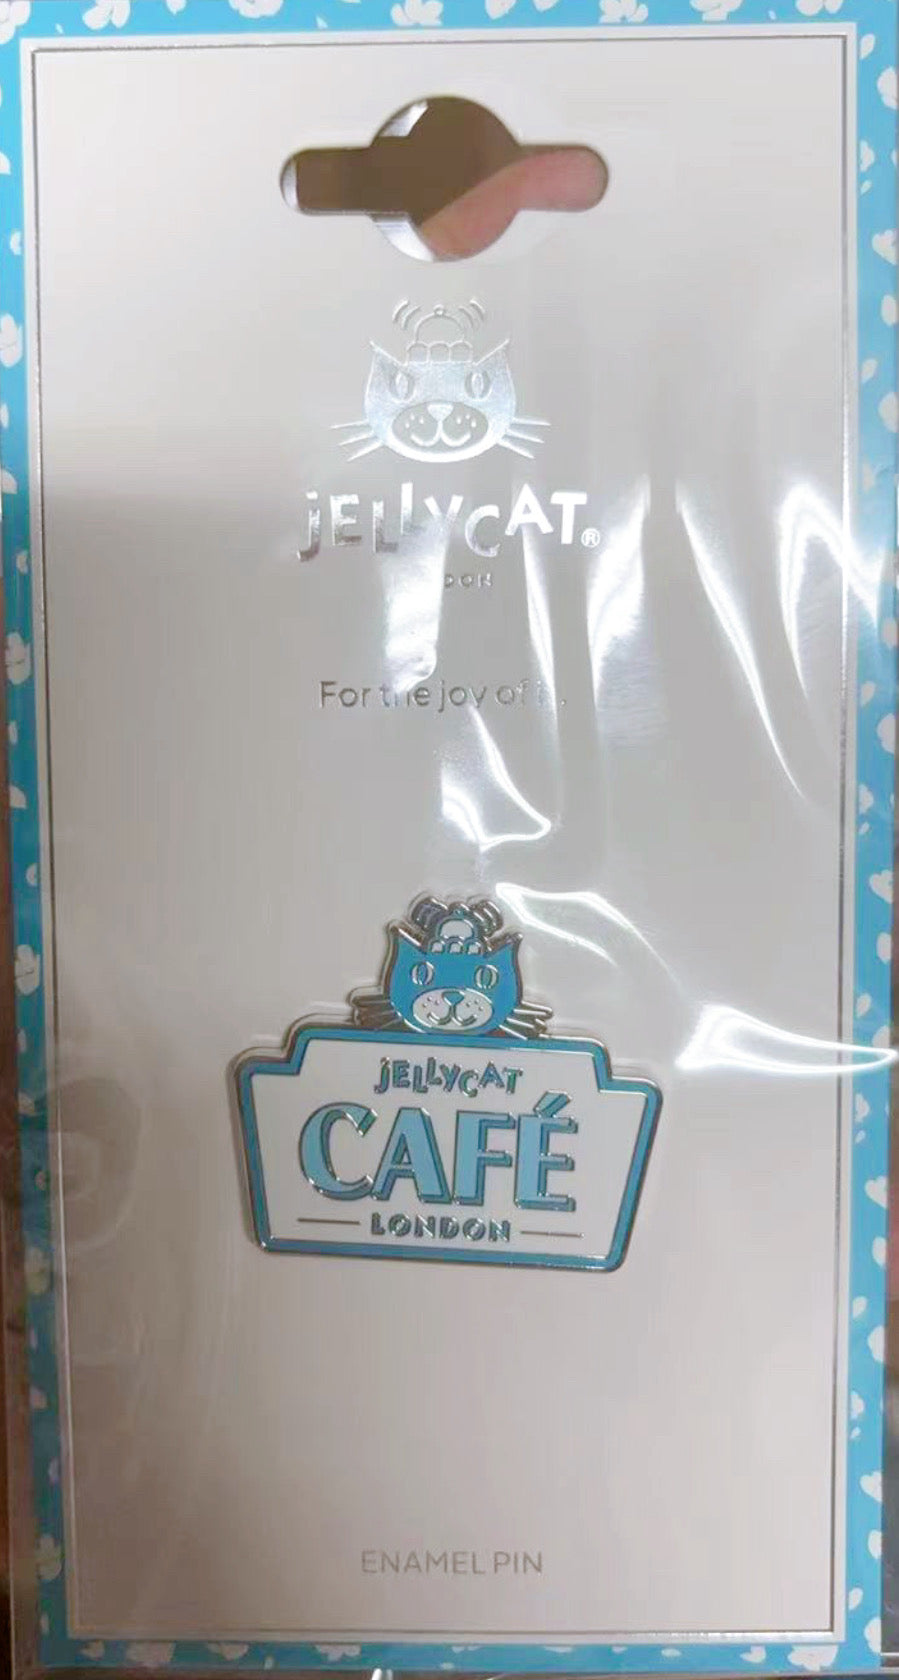 jELLYCAT®
For the joy of
jELLYCAT
CAFÉ
LONDON
ENAMEL PIN